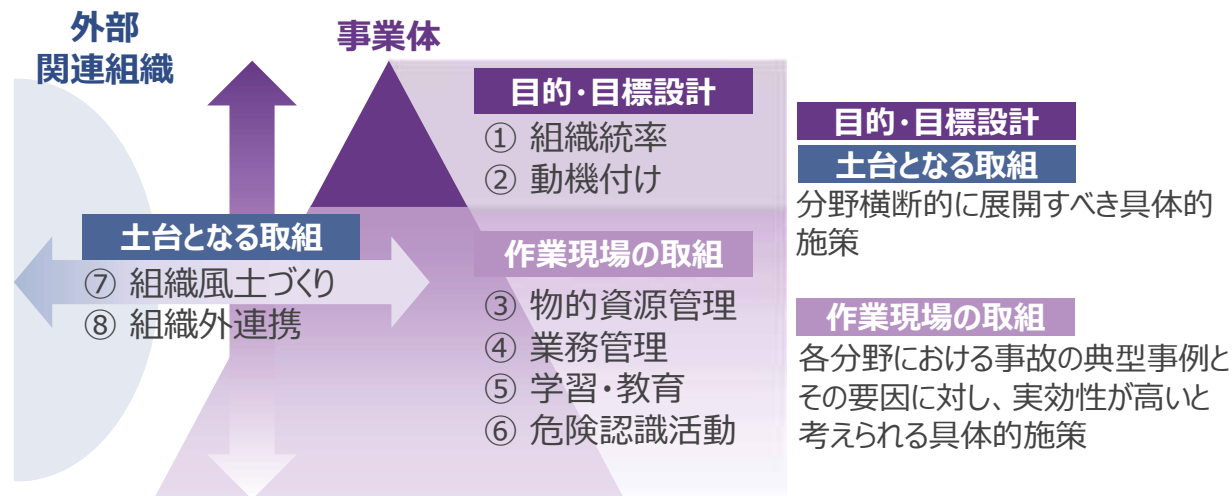 外部
関連組織
事業体
目的・目標設計
① 組織統率
② 動機付け
土台となる取組
⑦ 組織風土づくり
⑧ 組織外連携
作業現場の取組
③ 物的資源管理
④ 業務管理
⑤ 学習・教育
⑥ 危険認識活動
目的・目標設計
土台となる取組
分野横断的に展開すべき具体的
施策
作業現場の取組
各分野における事故の典型事例と
その要因に対し、実効性が高いと
考えられる具体的施策